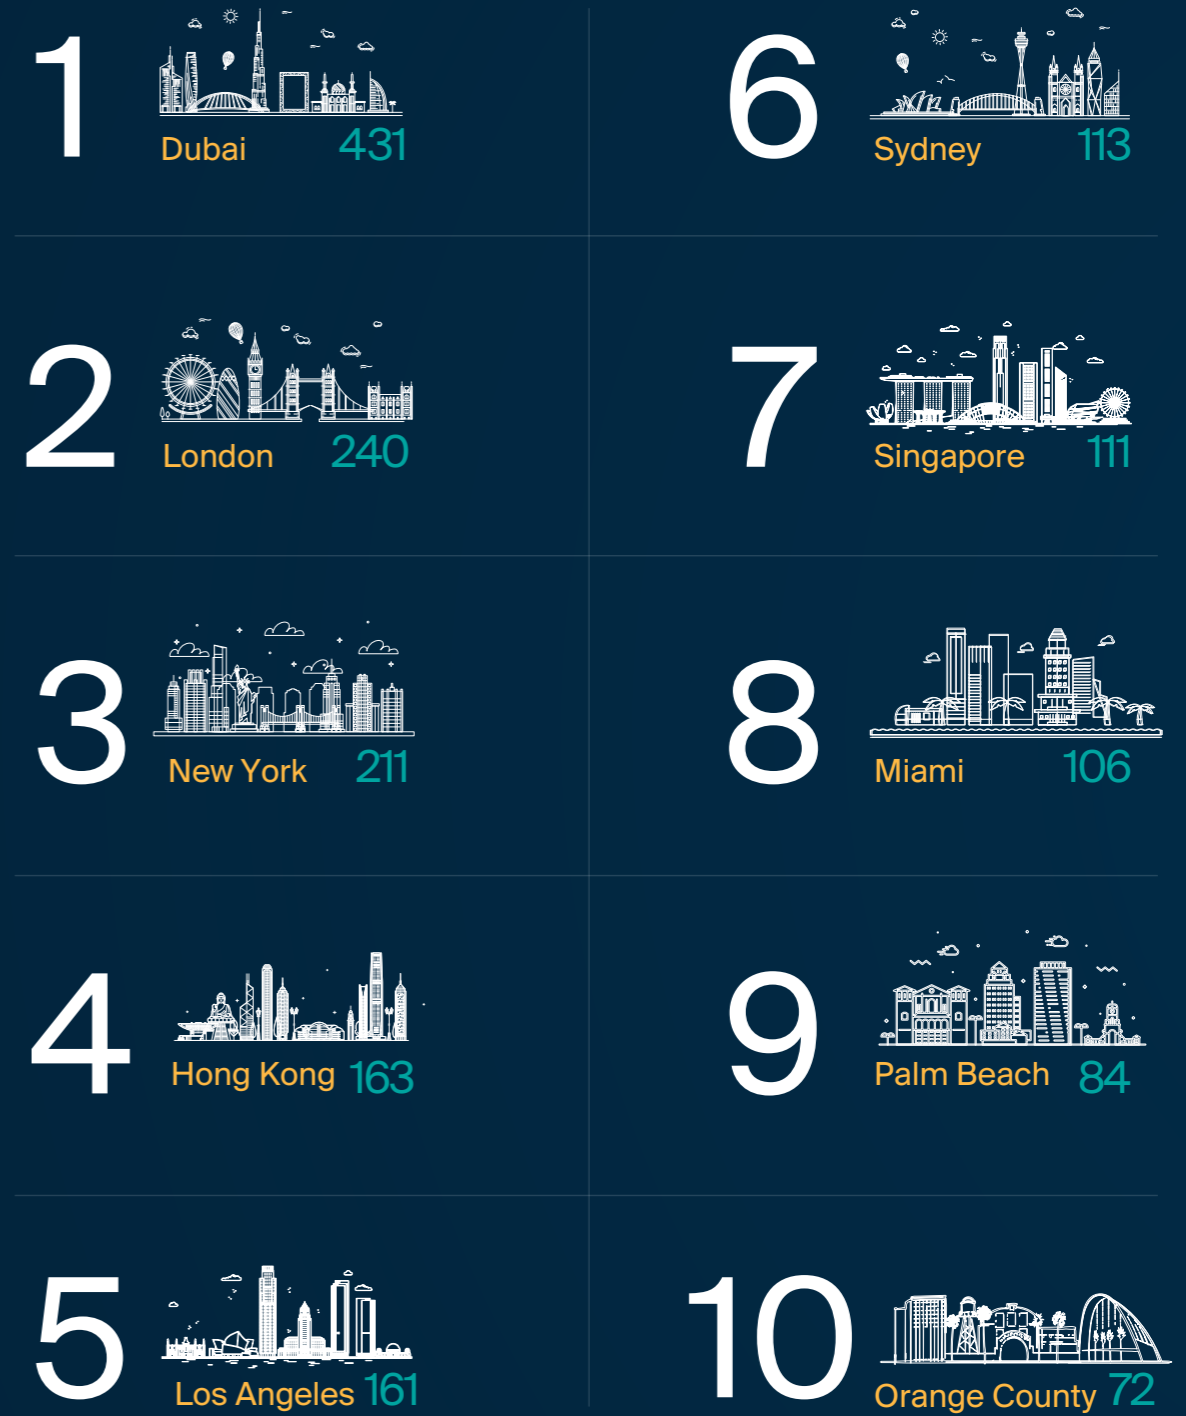 1
Dubai 431
2
London 240
3
New York 211
4
Hong Kong 163
5
Los Angeles 161
6
Sydney 113
7
Singapore 111
8
Miami 106
9
Palm Beach 84
10
Orange County 72